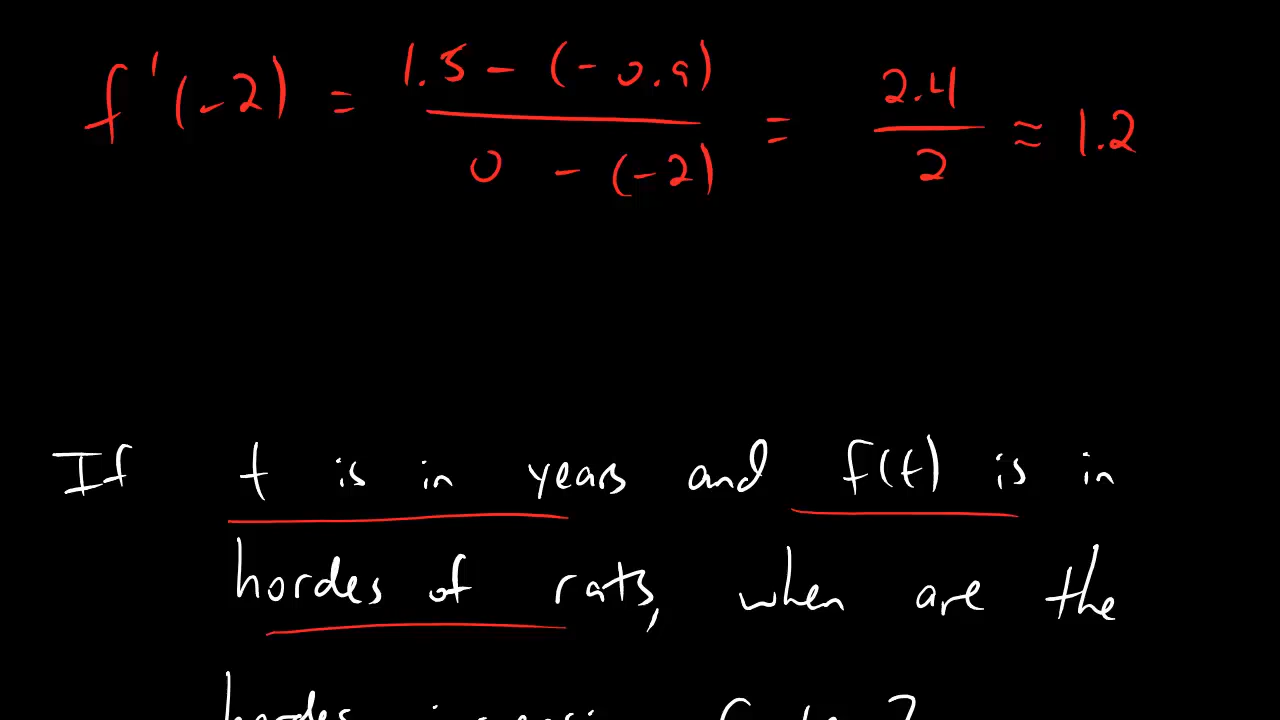 f'(-2) = 1.5 - (-0.9) / 0 - (-2) = 2.4 / 2 ≈ 1.2
If t is in years and f(t) is in
hordes of rats, when are the
hordes